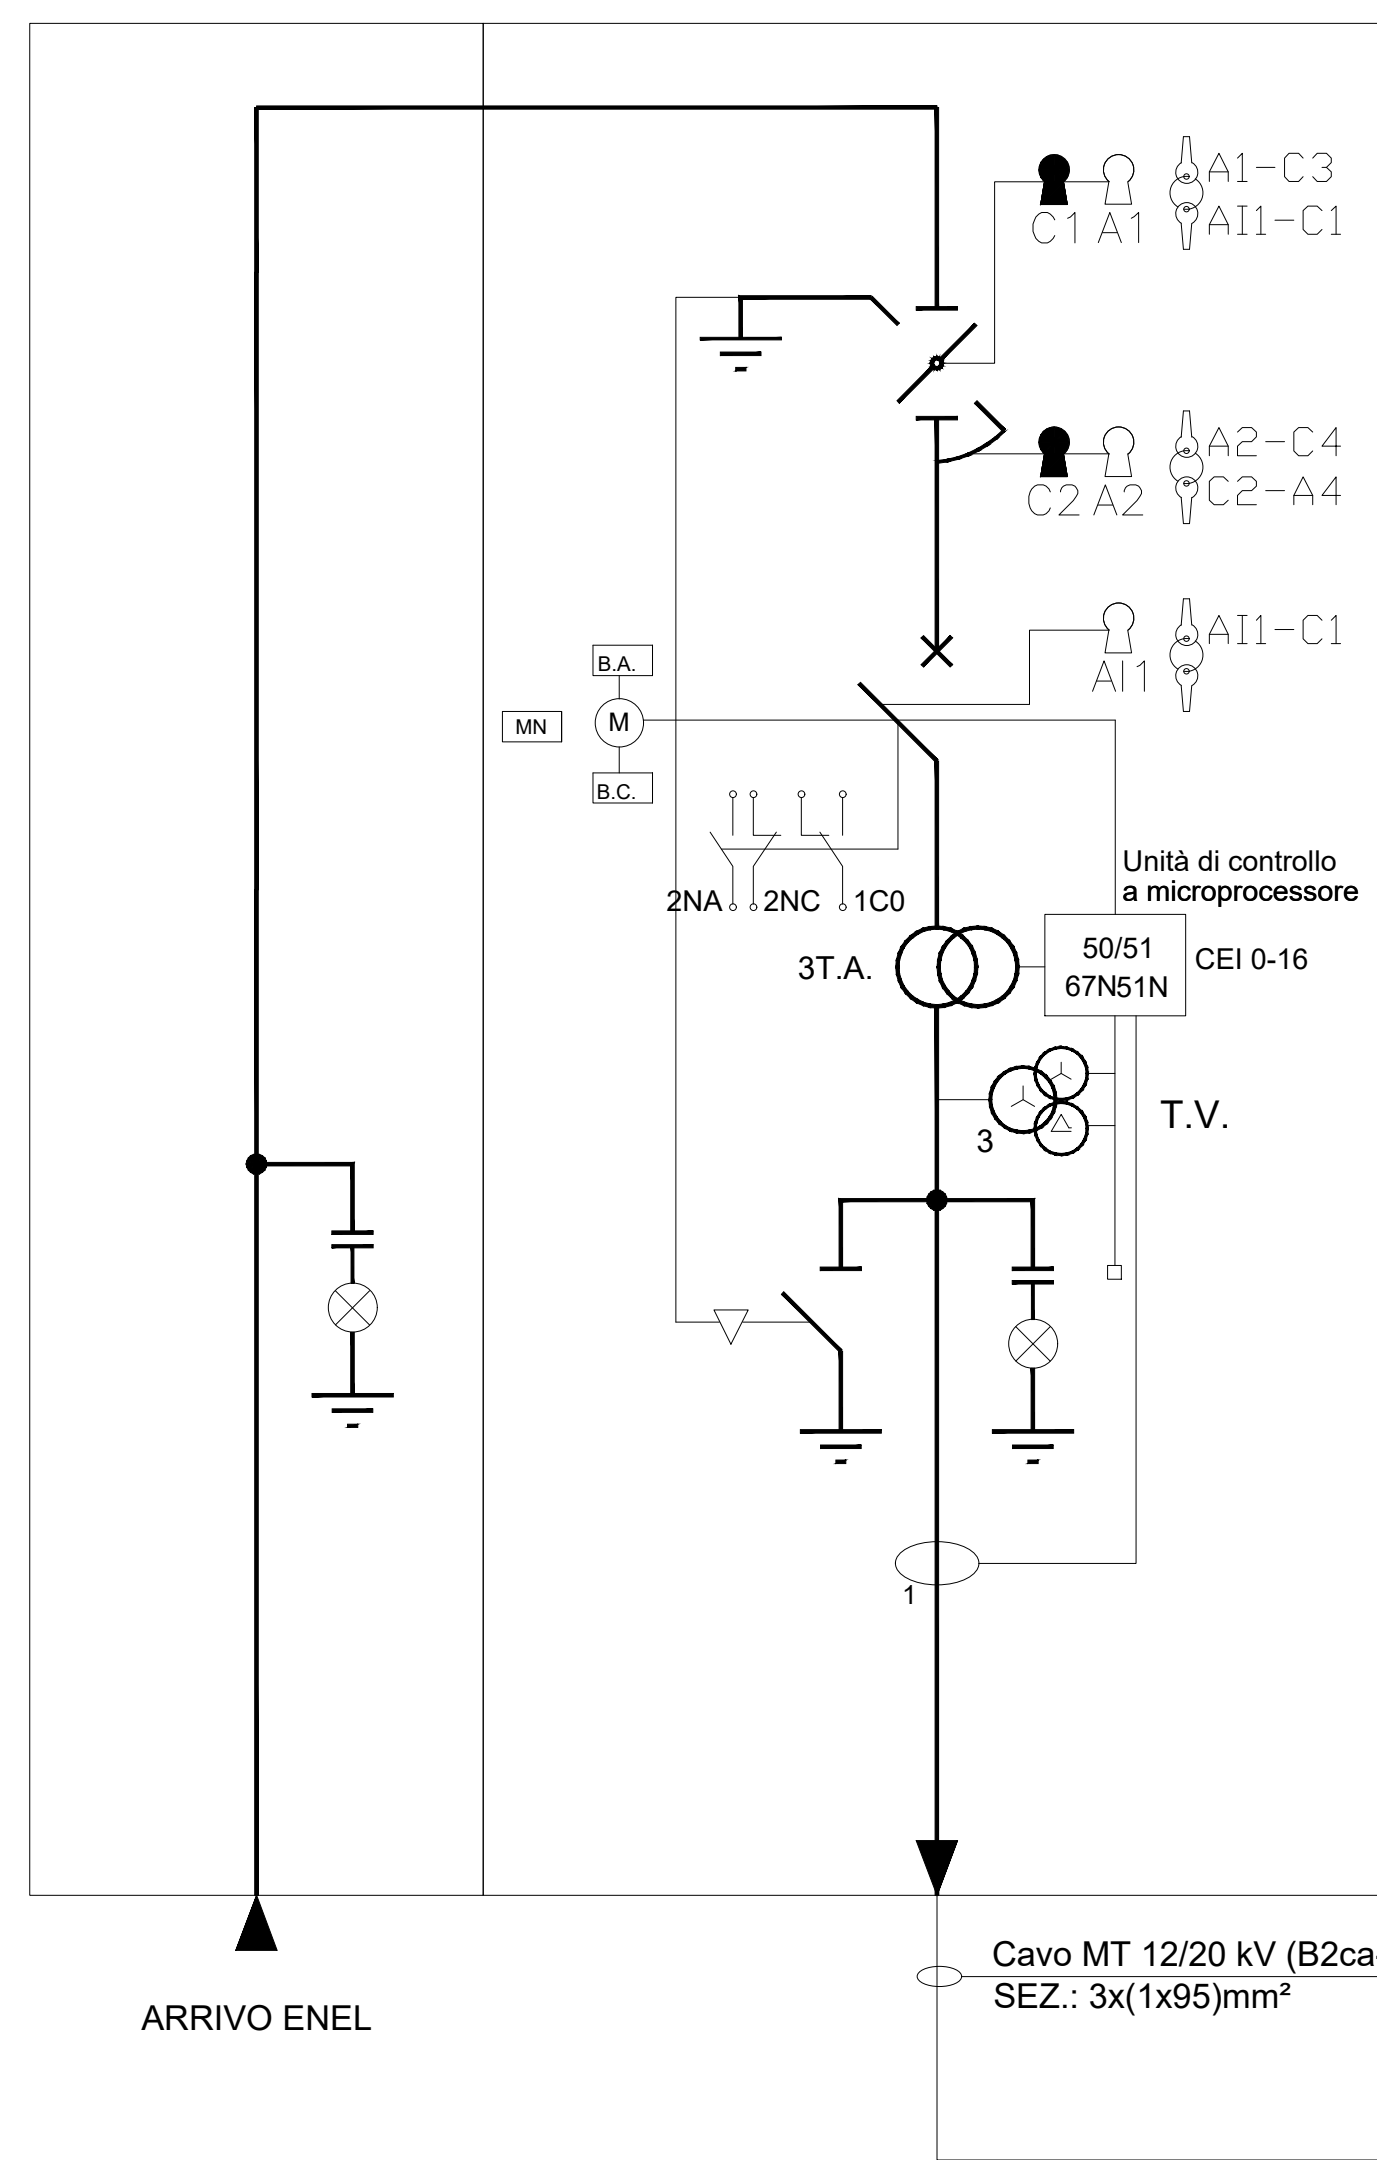 A1-C3
C1 A1
AI1-C1
A2-C4
C2 A2
C2-A4
AI1-C1
AI1
B.A.
MN
M
B.C.
Unità di controllo
a microprocessore
2NA
2NC
1C0
50/51
67N51N
CEI 0-16
3T.A.
T.V.
3
1
Cavo MT 12/20 kV (B2ca
SEZ.: 3x(1x95)mm²
ARRIVO ENEL